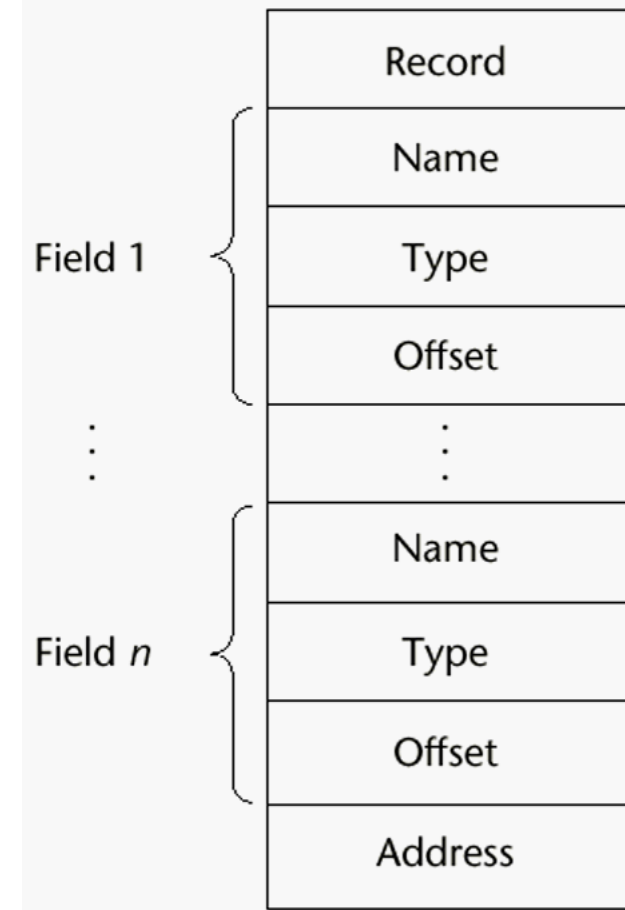 Record
Name
Field 1
Type
Offset
⋮ ⋮
Name
Field n
Type
Offset
Address